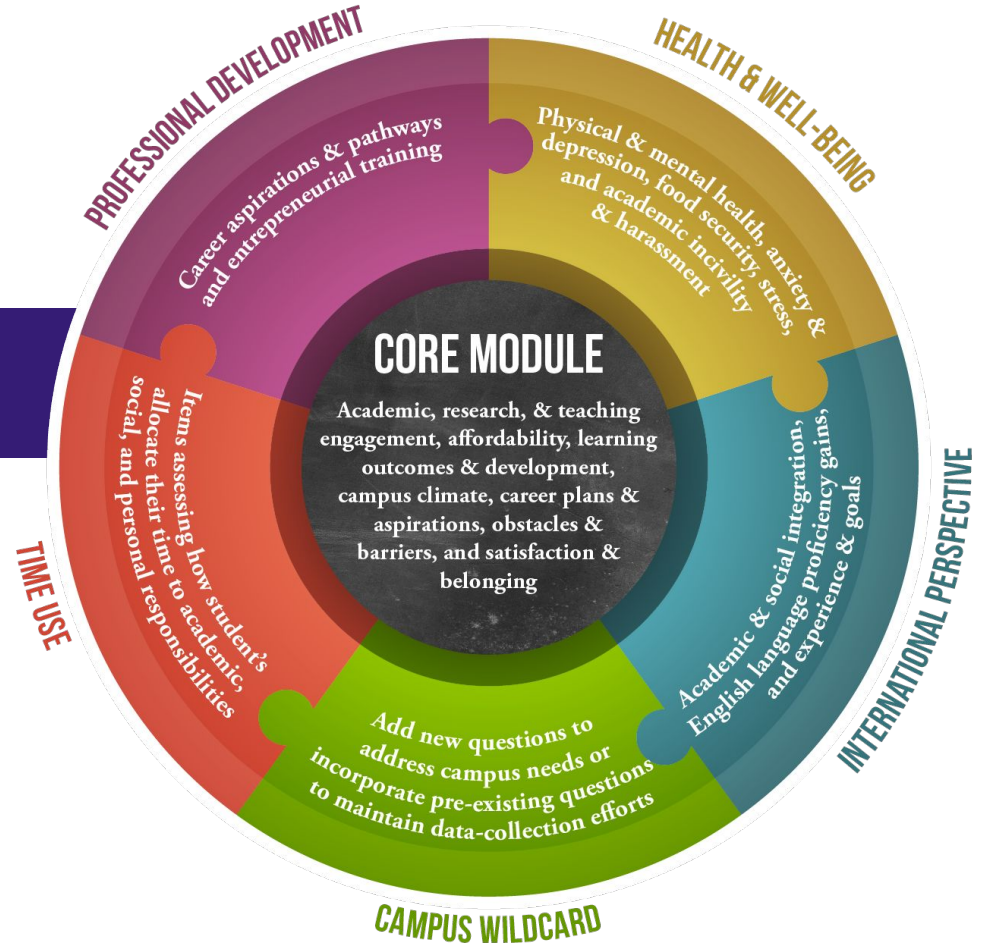 PROFESSIONAL DEVELOPMENT
Career aspirations & pathways
and entrepreneurial training
HEALTH & WELL-BEING
Physical & mental health, anxiety &
depression, food security, stress,
and academic incivility
& harassment
CORE MODULE
Academic, research, & teaching
engagement, affordability, learning
outcomes & development,
campus climate, career plans &
aspirations, obstacles &
barriers, and satisfaction &
belonging
INTERNATIONAL PERSPECTIVE
Academic & social integration,
English language proficiency gains,
and experience & goals
TIME USE
Items assessing how student's
allocate their time to academic,
social, and personal responsibilities
Add new questions to
address campus needs or
incorporate pre-existing questions
to maintain data-collection efforts
CAMPUS WILDCARD